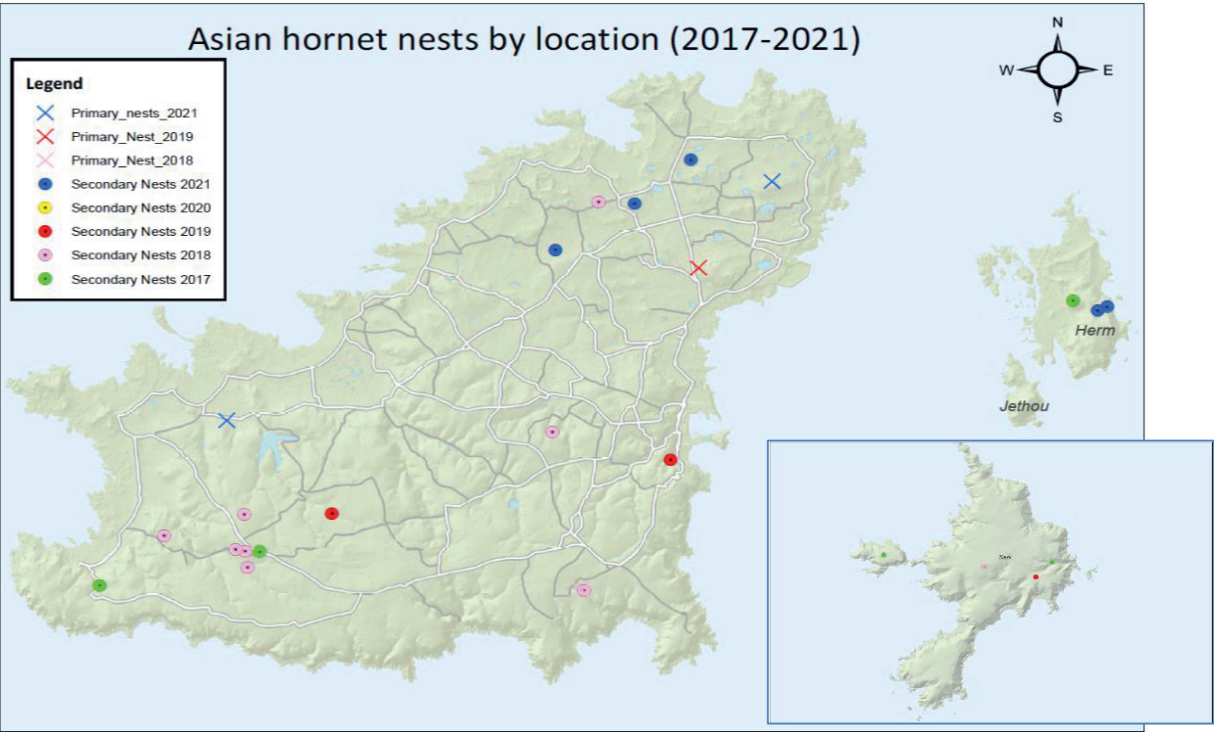 Asian hornet nests by location (2017-2021)
N
W E
S
Legend
Primary_nests_2021
Primary_Nest_2019
Primary_Nest_2018
Secondary Nests 2021
Secondary Nests 2020
Secondary Nests 2019
Secondary Nests 2018
Secondary Nests 2017
Herm
Jethou
Sark